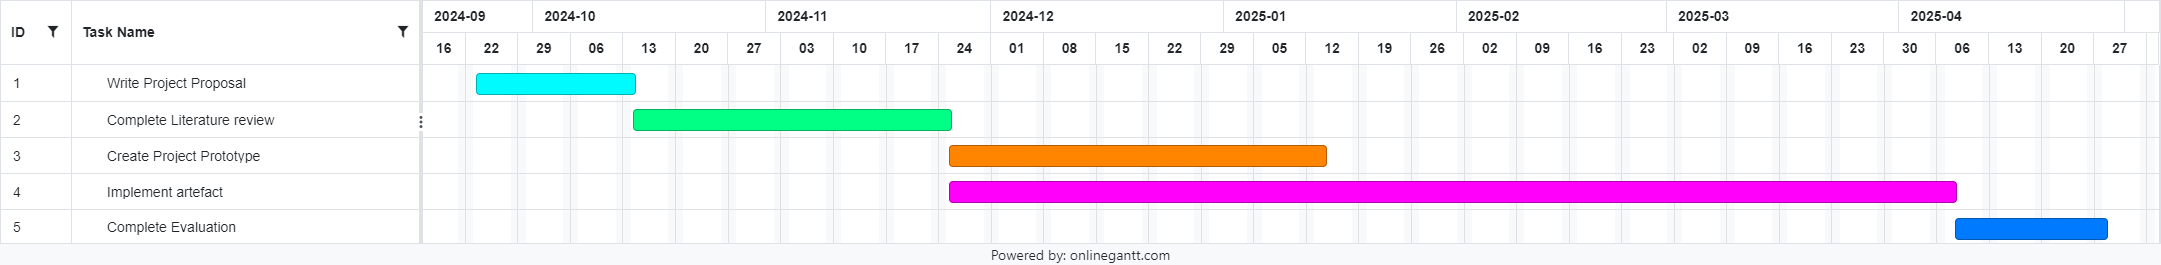 ID Task Name 2024-09 2024-10 2024-11 2024-12 2025-01 2025-02 2025-03 2025-04
16 22 29 06 13 20 27 03 10 17 24 01 08 15 22 29 05 12 19 26 02 09 16 23 02 09 16 23 30 06 13 20 27
1 Write Project Proposal
2 Complete Literature review
3 Create Project Prototype
4 Implement artefact
5 Complete Evaluation
Powered by: onlinegantt.com